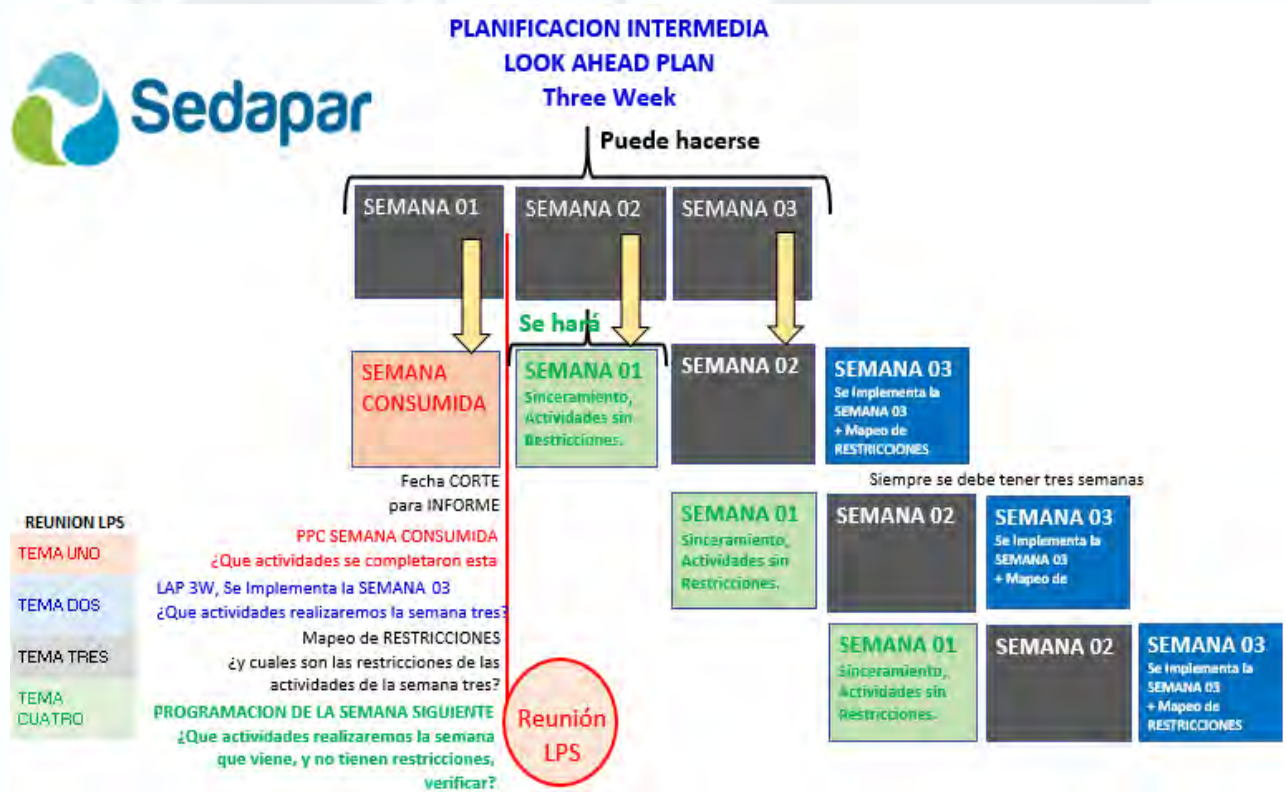 PLANIFICACION INTERMEDIA
LOOK AHEAD PLAN
Three Week
Sedapar
Puede hacerse
SEMANA 01
SEMANA 02
SEMANA 03
Se hará
SEMANA
CONSUMIDA
SEMANA 01
Sinceramiento,
Actividades sin
Restricciones.
SEMANA 02
SEMANA 03
Se Implementa la
SEMANA 03
+ Mapeo de
RESTRICCIONES
Fecha CORTE
para INFORME
Siempre se debe tener tres semanas
SEMANA 01
Sinceramiento,
Actividades sin
Restricciones.
SEMANA 02
SEMANA 03
Se Implementa la
SEMANA 03
+ Mapeo de
REUNION LPS
TEMA UNO
PPC SEMANA CONSUMIDA
¿Que actividades se completaron esta
TEMA DOS
LAP 3W, Se Implementa la SEMANA 03
¿Que actividades realizaremos la semana tres?
TEMA TRES
Mapeo de RESTRICCIONES
¿y cuales son las restricciones de las
actividades de la semana tres?
TEMA
CUATRO
PROGRAMACION DE LA SEMANA SIGUIENTE
¿Que actividades realizaremos la semana
que viene, y no tienen restricciones,
verificar?
Reunión
LPS
SEMANA 01
Sinceramiento,
Actividades sin
Restricciones.
SEMANA 02
SEMANA 03
Se Implementa la
SEMANA 03
+ Mapeo de
RESTRICCIONES